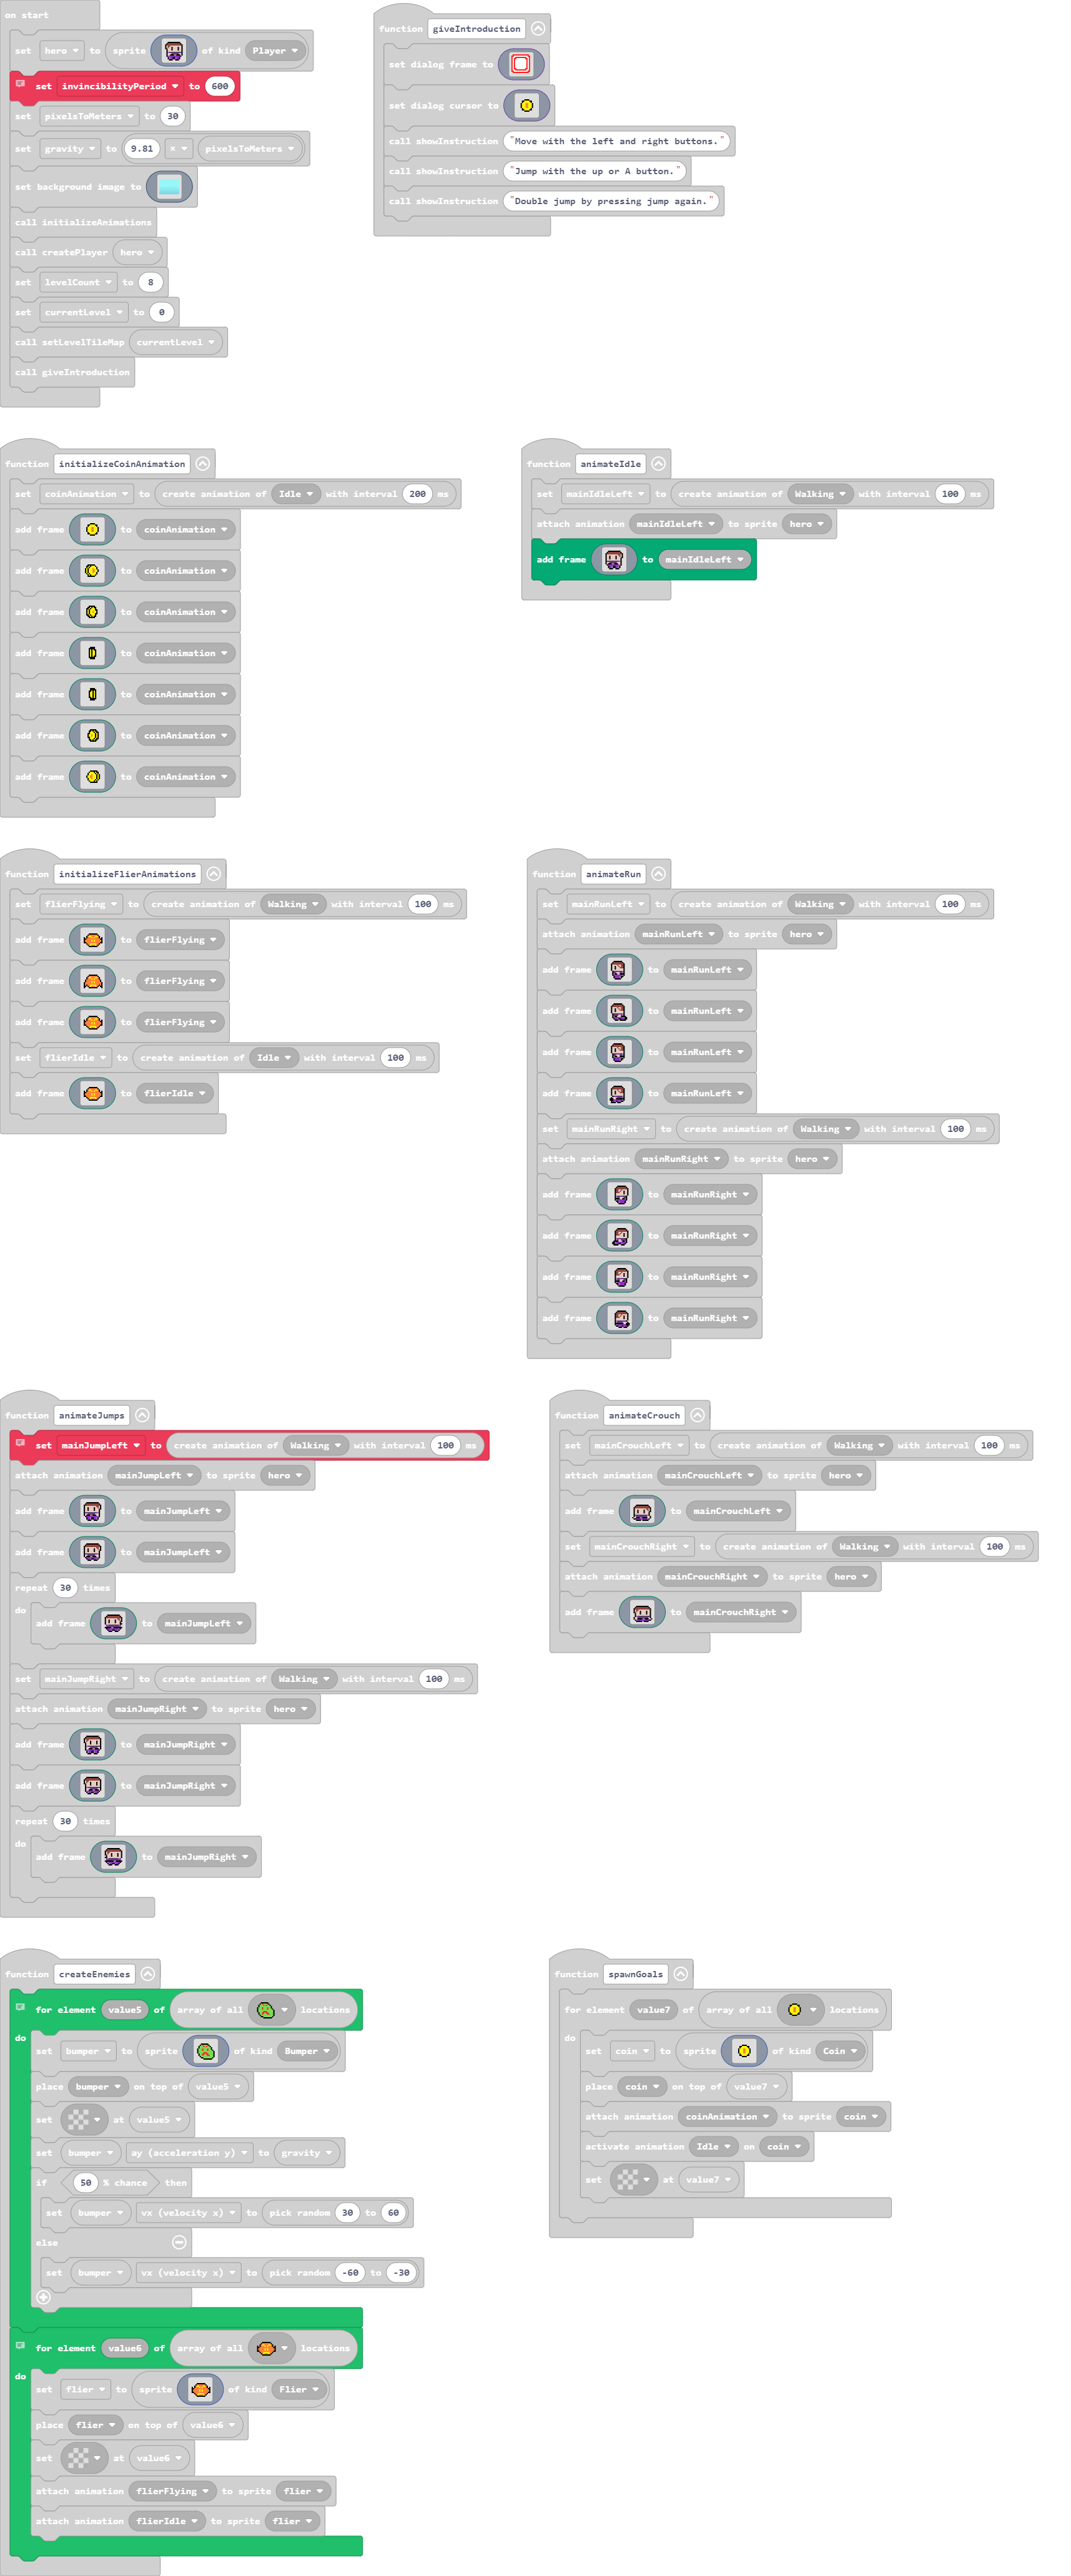 on start
set hero to sprite of kind Player
set invincibilityPeriod to 600
set pixelsToMeters to 30
set gravity to 9.81 × pixelsToMeters
set background image to
call initializeAnimations
call createPlayer hero
set levelCount to 8
set currentLevel to 0
call setLevelTileMap currentLevel
call giveIntroduction
function giveIntroduction
set dialog frame to
set dialog cursor to
call showInstruction "Move with the left and right buttons."
call showInstruction "Jump with the up or A button."
call showInstruction "Double jump by pressing jump again."
function initializeCoinAnimation
set coinAnimation to create animation of Idle with interval 200 ms
add frame to coinAnimation
add frame to coinAnimation
add frame to coinAnimation
add frame to coinAnimation
add frame to coinAnimation
add frame to coinAnimation
add frame to coinAnimation
function animateIdle
set mainIdleLeft to create animation of Walking with interval 100 ms
attach animation mainIdleLeft to sprite hero
add frame to mainIdleLeft
function initializeFlierAnimations
set flierFlying to create animation of Walking with interval 100 ms
add frame to flierFlying
add frame to flierFlying
add frame to flierFlying
set flierIdle to create animation of Idle with interval 100 ms
add frame to flierIdle
function animateRun
set mainRunLeft to create animation of Walking with interval 100 ms
attach animation mainRunLeft to sprite hero
add frame to mainRunLeft
add frame to mainRunLeft
add frame to mainRunLeft
add frame to mainRunLeft
set mainRunRight to create animation of Walking with interval 100 ms
attach animation mainRunRight to sprite hero
add frame to mainRunRight
add frame to mainRunRight
add frame to mainRunRight
add frame to mainRunRight
function animateJumps
set mainJumpLeft to create animation of Walking with interval 100 ms
attach animation mainJumpLeft to sprite hero
add frame to mainJumpLeft
add frame to mainJumpLeft
repeat 30 times
do
add frame to mainJumpLeft
set mainJumpRight to create animation of Walking with interval 100 ms
attach animation mainJumpRight to sprite hero
add frame to mainJumpRight
add frame to mainJumpRight
repeat 30 times
do
add frame to mainJumpRight
function animateCrouch
set mainCrouchLeft to create animation of Walking with interval 100 ms
attach animation mainCrouchLeft to sprite hero
add frame to mainCrouchLeft
set mainCrouchRight to create animation of Walking with interval 100 ms
attach animation mainCrouchRight to sprite hero
add frame to mainCrouchRight
function createEnemies
for element value5 of array of all locations
do
set bumper to sprite of kind Bumper
place bumper on top of value5
set at value5
set bumper ay (acceleration y) to gravity
if 50 % chance then
set bumper vx (velocity x) to pick random 30 to 60
else
set bumper vx (velocity x) to pick random -60 to -30
for element value6 of array of all locations
do
set flier to sprite of kind Flier
place flier on top of value6
set at value6
attach animation flierFlying to sprite flier
attach animation flierIdle to sprite flier
function spawnGoals
for element value7 of array of all locations
do
set coin to sprite of kind Coin
place coin on top of value7
attach animation coinAnimation to sprite coin
activate animation Idle on coin
set at value7